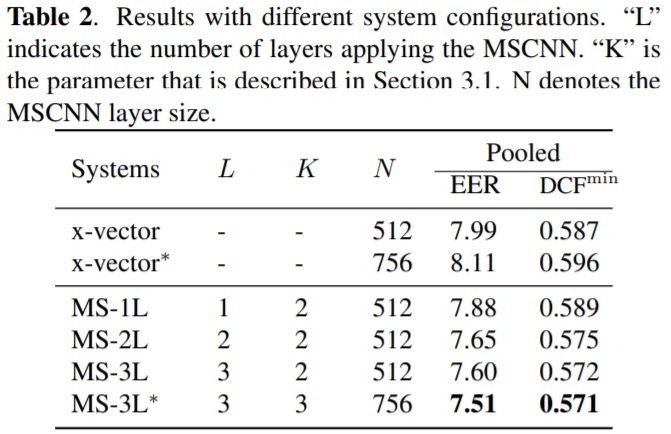 Table 2. Results with different system configurations. “L”
indicates the number of layers applying the MSCNN. “K” is
the parameter that is described in Section 3.1. N denotes the
MSCNN layer size.
Systems L K N Pooled
EER DCFmin
x-vector - - 512 7.99 0.587
x-vector* - - 756 8.11 0.596
MS-1L 1 2 512 7.88 0.589
MS-2L 2 2 512 7.65 0.575
MS-3L 3 2 512 7.60 0.572
MS-3L* 3 3 756 7.51 0.571